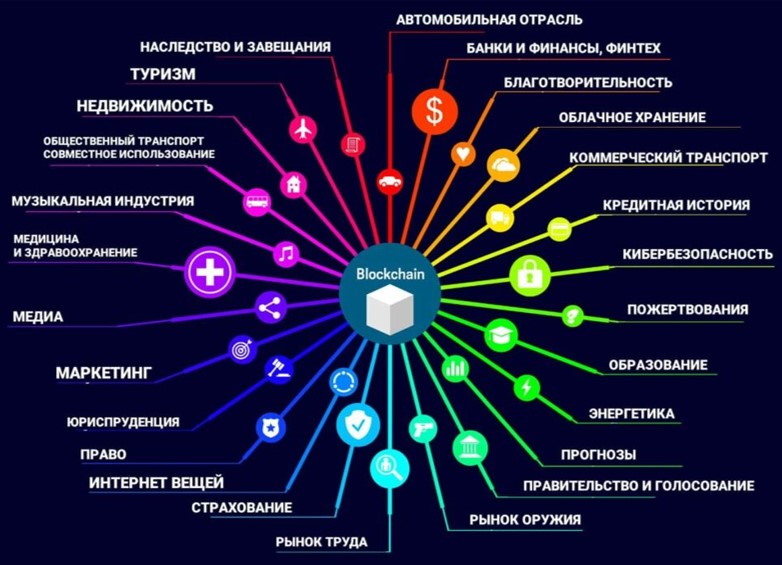 АВТОМОБИЛЬНАЯ ОТРАСЛЬ
БАНКИ И ФИНАНСЫ, ФИНТЕХ
БЛАГОТВОРИТЕЛЬНОСТЬ
ОБЛАЧНОЕ ХРАНЕНИЕ
КОММЕРЧЕСКИЙ ТРАНСПОРТ
КРЕДИТНАЯ ИСТОРИЯ
КИБЕРБЕЗОПАСНОСТЬ
ПОЖЕРТВОВАНИЯ
ОБРАЗОВАНИЕ
ЭНЕРГЕТИКА
ПРОГНОЗЫ
ПРАВИТЕЛЬСТВО И ГОЛОСОВАНИЕ
РЫНОК ОРУЖИЯ
РЫНОК ТРУДА
СТРАХОВАНИЕ
ИНТЕРНЕТ ВЕЩЕЙ
ПРАВО
ЮРИСПРУДЕНЦИЯ
МАРКЕТИНГ
МЕДИА
МЕДИЦИНА
И ЗДРАВООХРАНЕНИЕ
МУЗЫКАЛЬНАЯ ИНДУСТРИЯ
ОБЩЕСТВЕННЫЙ ТРАНСПОРТ
СОВМЕСТНОЕ ИСПОЛЬЗОВАНИЕ
НЕДВИЖИМОСТЬ
ТУРИЗМ
НАСЛЕДСТВО И ЗАВЕЩАНИЯ
Blockchain
$